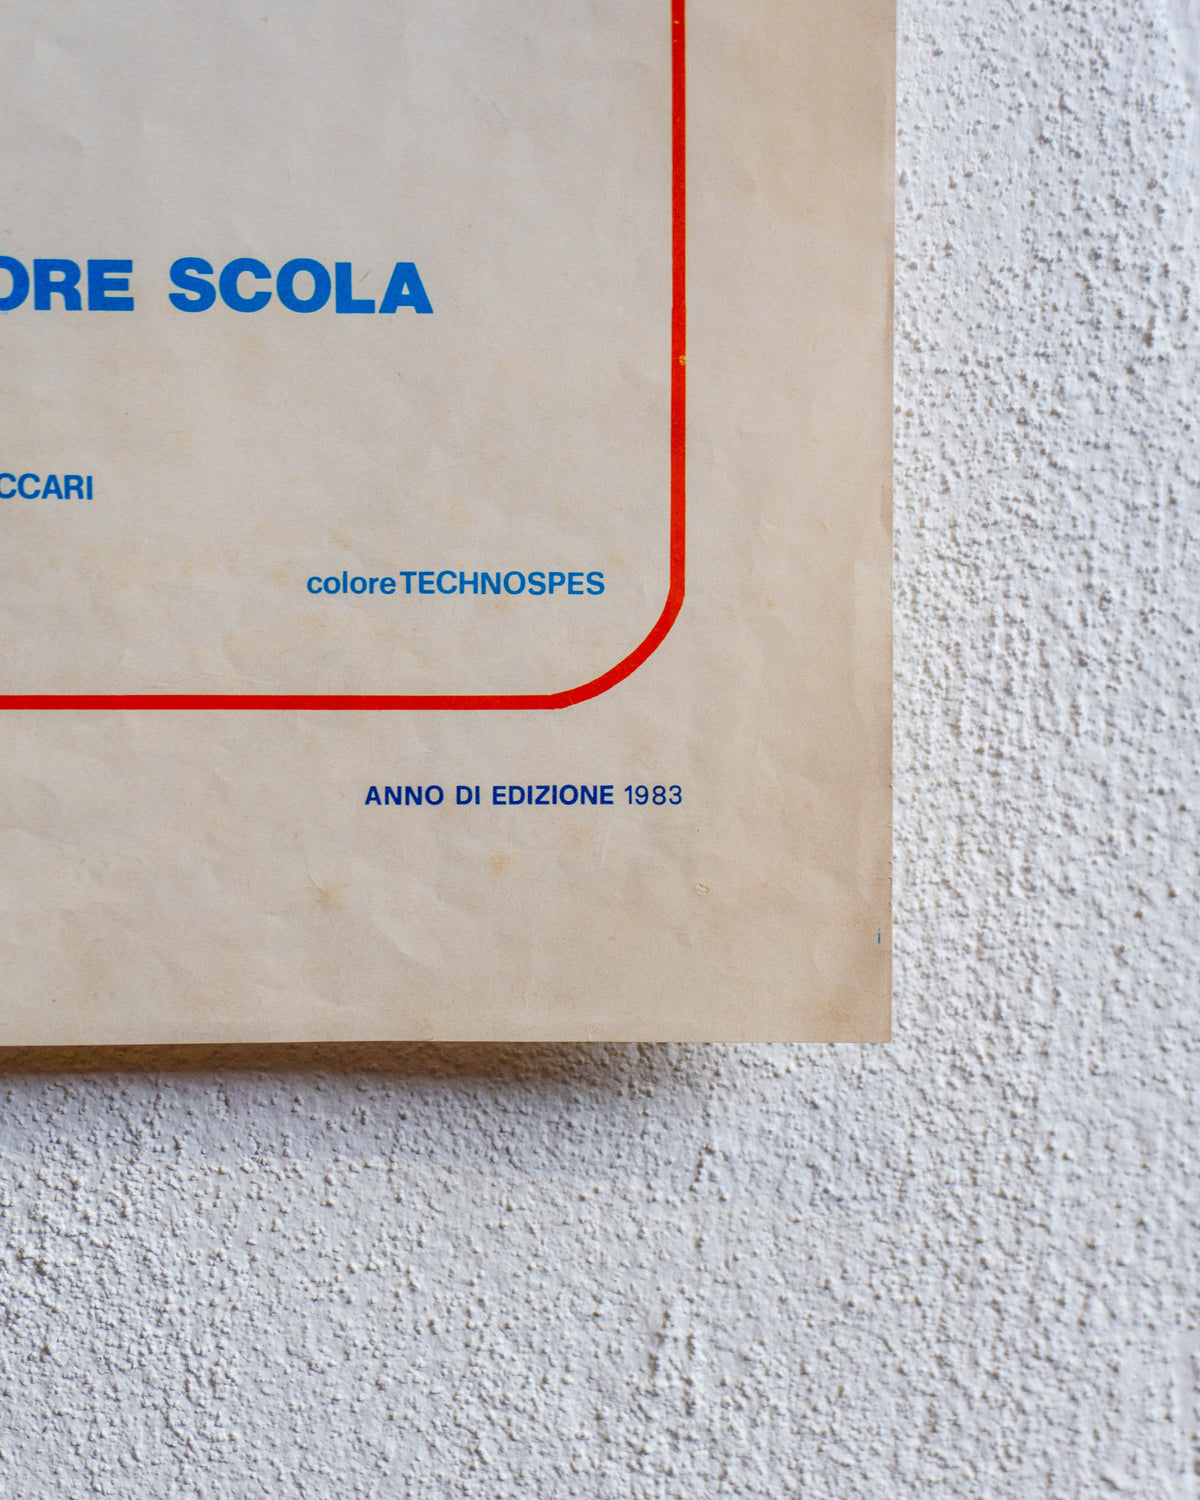 ORE SCOLA
CCARI
colore TECHNOSPES
ANNO DI EDIZIONE 1983